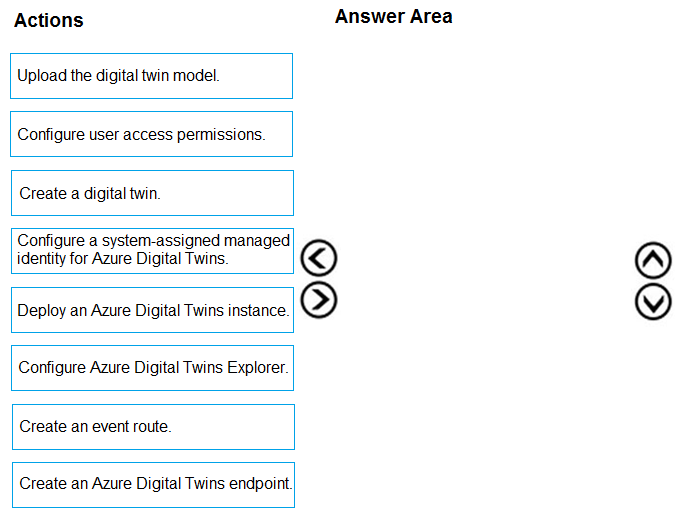 Actions
Answer Area
Upload the digital twin model.
Configure user access permissions.
Create a digital twin.
Configure a system-assigned managed
identity for Azure Digital Twins.
Deploy an Azure Digital Twins instance.
Configure Azure Digital Twins Explorer.
Create an event route.
Create an Azure Digital Twins endpoint.